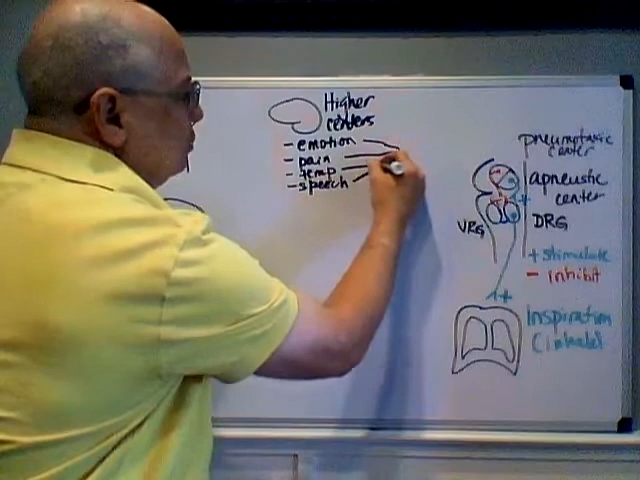 Higher
centers
- emotion
- pain
- temp
- speech
pneumotaxic
center
apneustic
center
VRG
DRG
+ stimulate
- inhibit
+
Inspiration
(inhale)